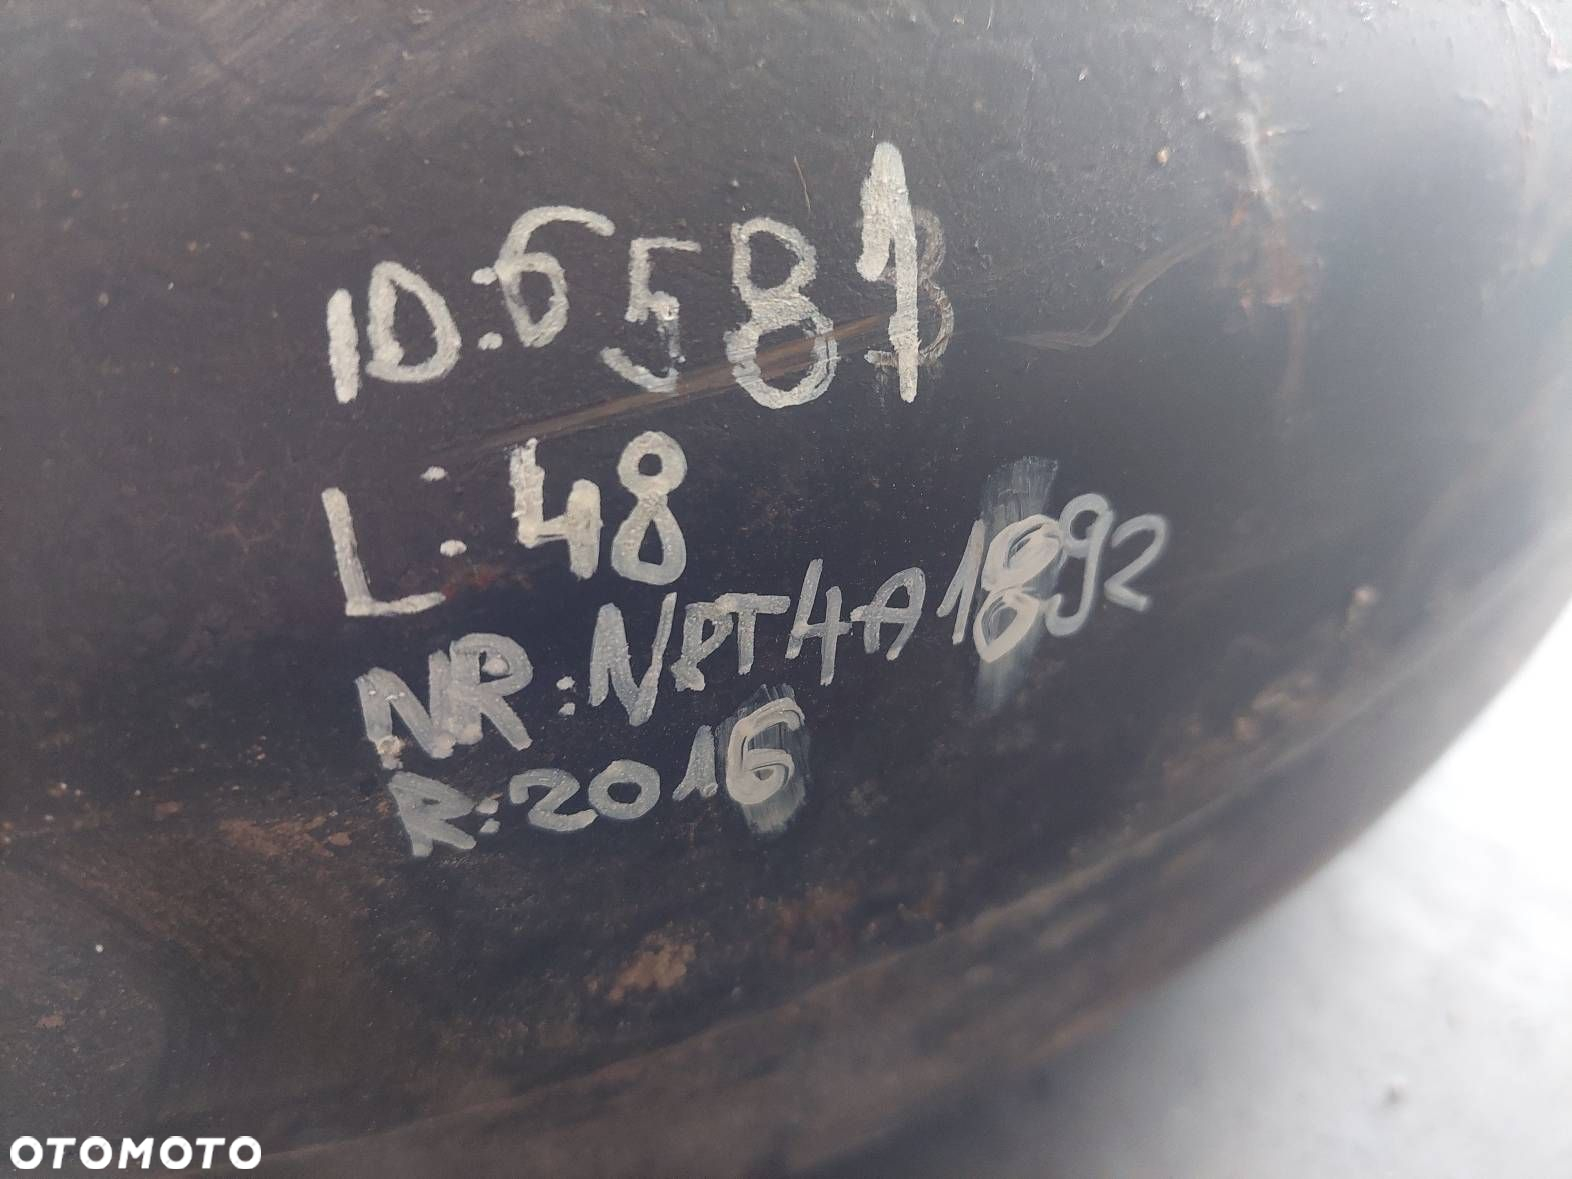 ID:6581
L:48
NR:NPT4A1892
R:2016
OTOMOTO